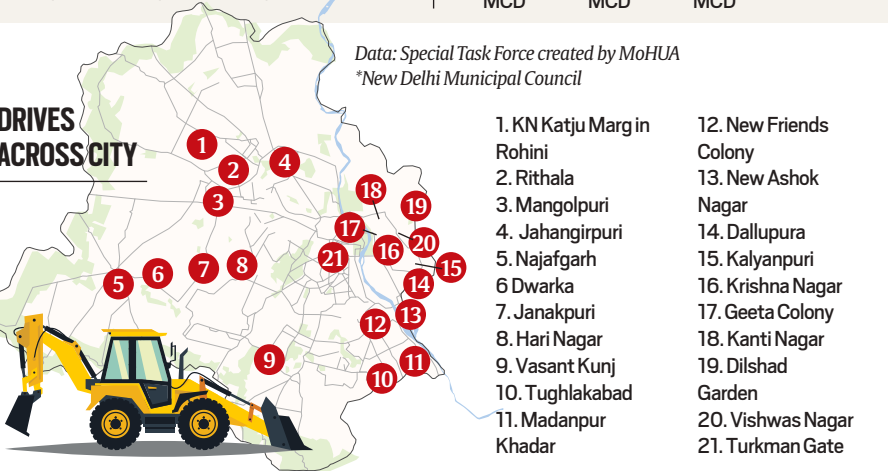 MCD MCD MCD
Data: Special Task Force created by MoHUA
*New Delhi Municipal Council
DRIVES
ACROSS CITY
1
2
4
3
18
19
17
20
16
21
15
5
6
7
8
14
13
12
9
11
10
1. KN Katju Marg in
Rohini
2. Rithala
3. Mangolpuri
4. Jahangirpuri
5. Najafgarh
6 Dwarka
7. Janakpuri
8. Hari Nagar
9. Vasant Kunj
10. Tughlakabad
11. Madanpur
Khadar
12. New Friends
Colony
13. New Ashok
Nagar
14. Dallupura
15. Kalyanpuri
16. Krishna Nagar
17. Geeta Colony
18. Kanti Nagar
19. Dilshad
Garden
20. Vishwas Nagar
21. Turkman Gate